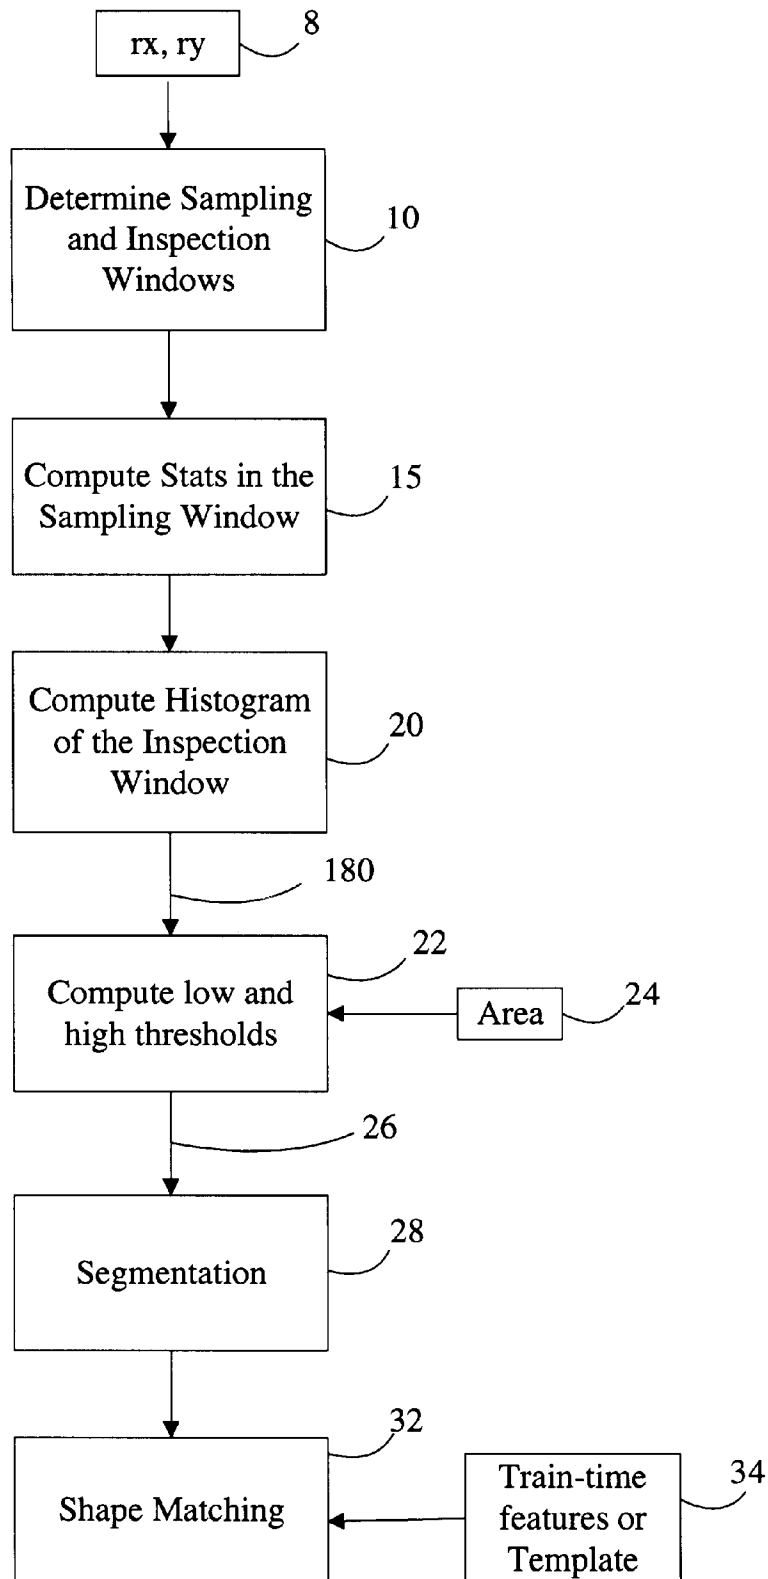 rx, ry
8
Determine Sampling
and Inspection
Windows
10
Compute Stats in the
Sampling Window
15
Compute Histogram
of the Inspection
Window
20
180
Compute low and
high thresholds
22
Area
24
26
Segmentation
28
Shape Matching
32
Train-time
features or
Template
34